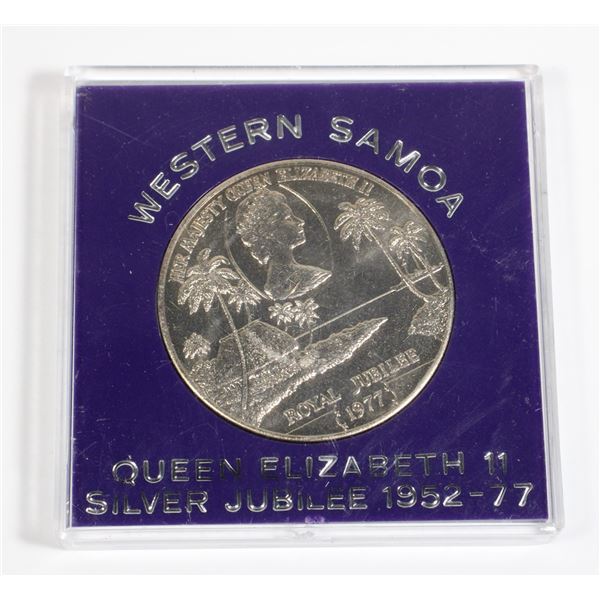 WESTERN SAMOA
HER MAJESTY QUEEN ELIZABETH II
ROYAL JUBILEE
1977
QUEEN ELIZABETH 11
SILVER JUBILEE 1952-77